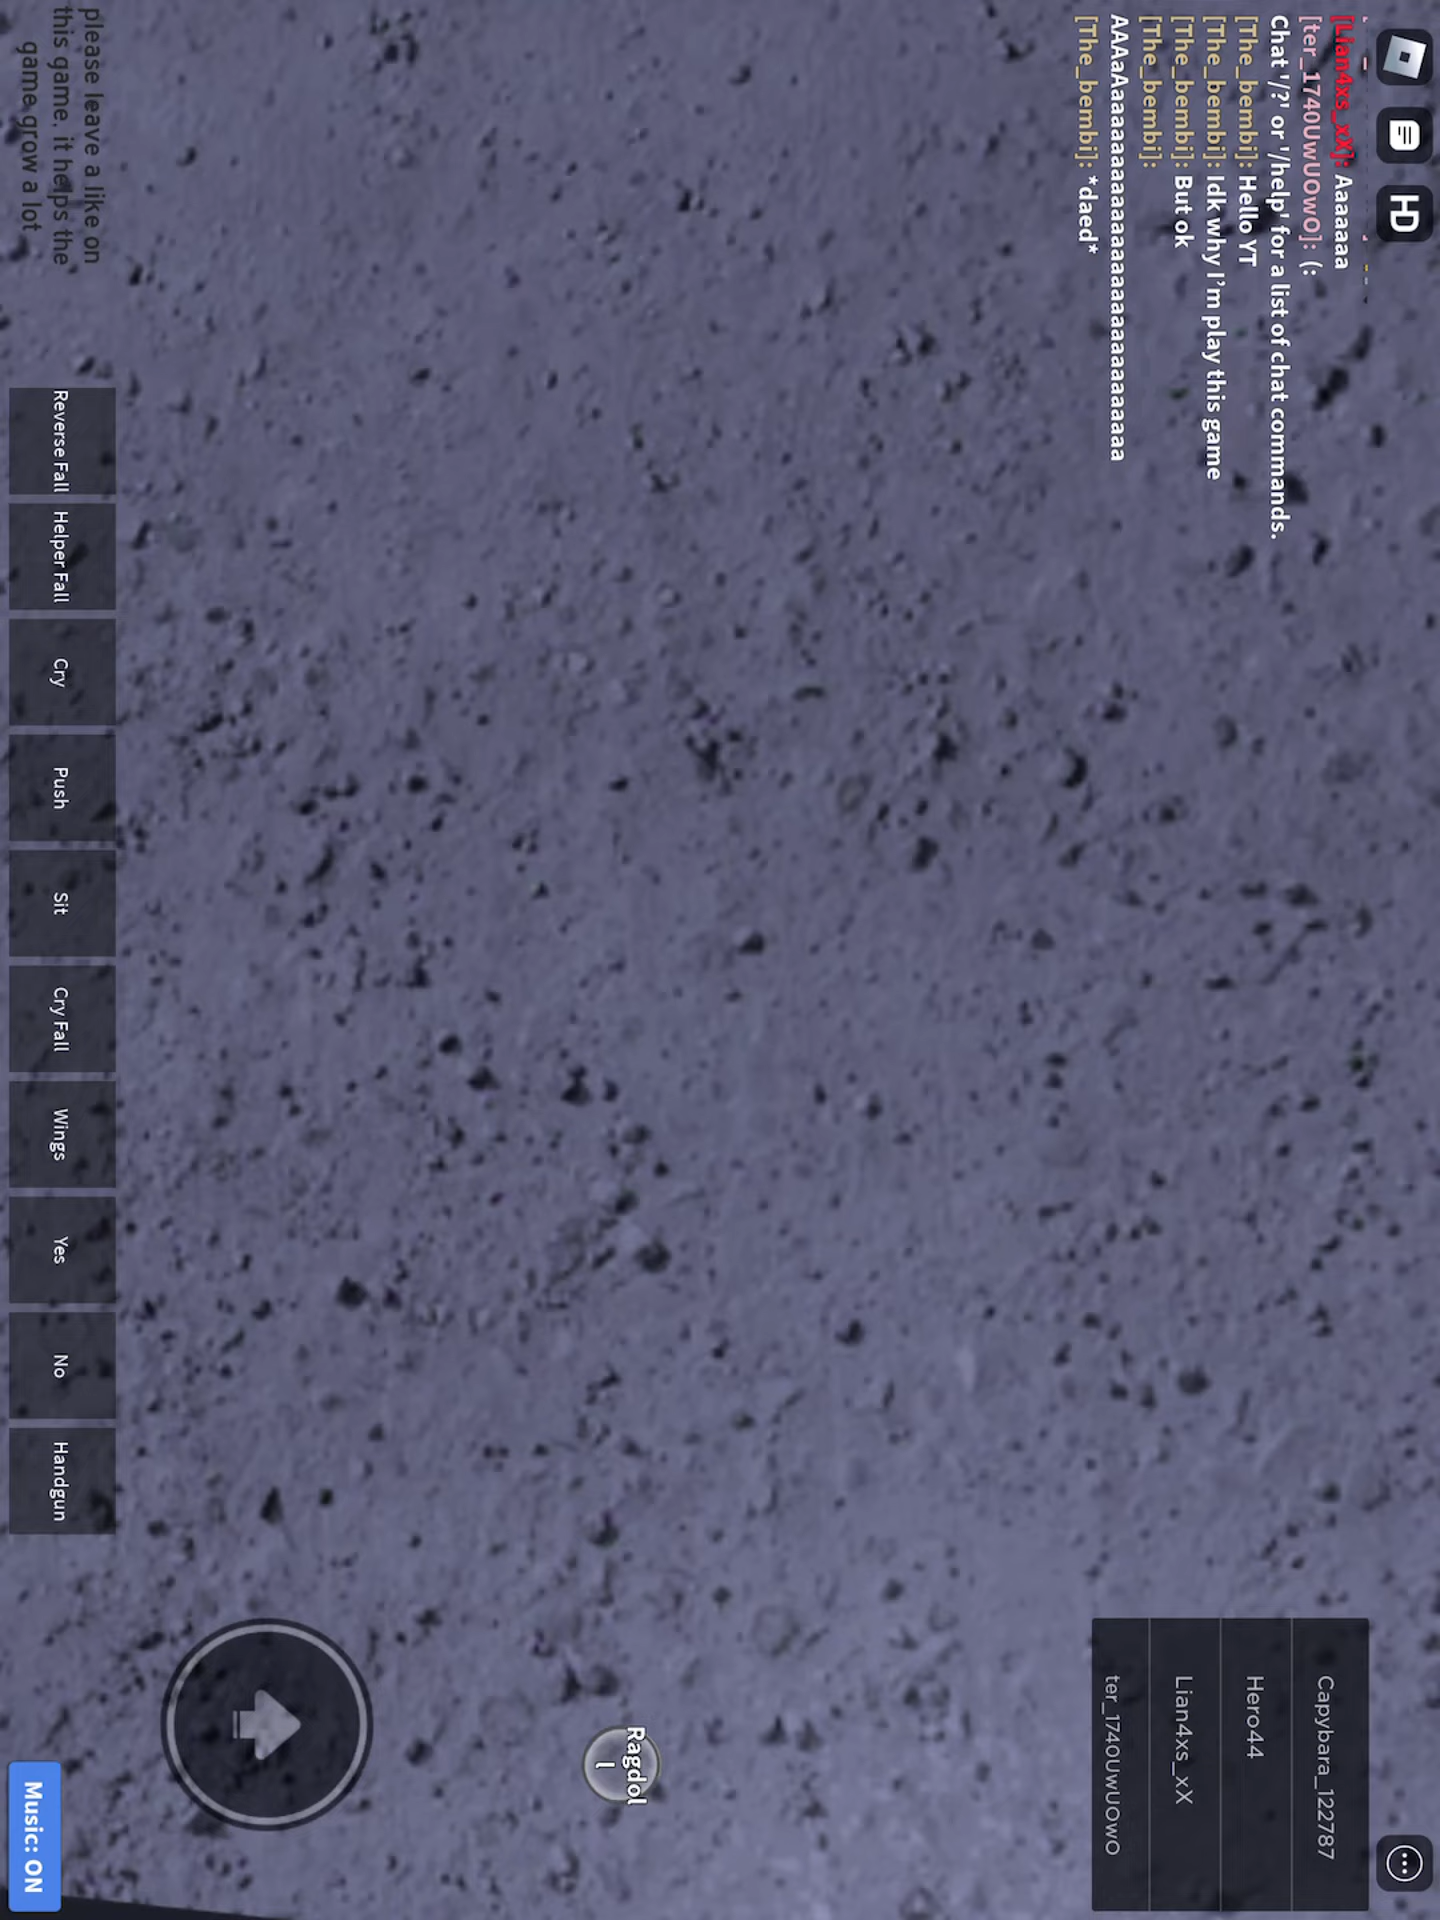 HD
[Lian4xs_xX]: Aaaaaaa
[ter_1740UwUOwO]: (:
Chat '/?' or '/help' for a list of chat commands.
[The_bembi]: Hello YT
[The_bembi]: Idk why I'm play this game
[The_bembi]: But ok
[The_bembi]:
AAAaAaaaaaaaaaaaaaaaaaaaaaaaaaaaaa
[The_bembi]: *daed*
Capybara_122787
Hero44
Lian4xs_xX
ter_1740UwUOwO
Ragdol
l
please leave a like on
this game, it helps the
game grow a lot
Reverse Fall
Helper Fall
Cry
Push
Sit
Cry Fall
Wings
Yes
No
Handgun
Music: ON